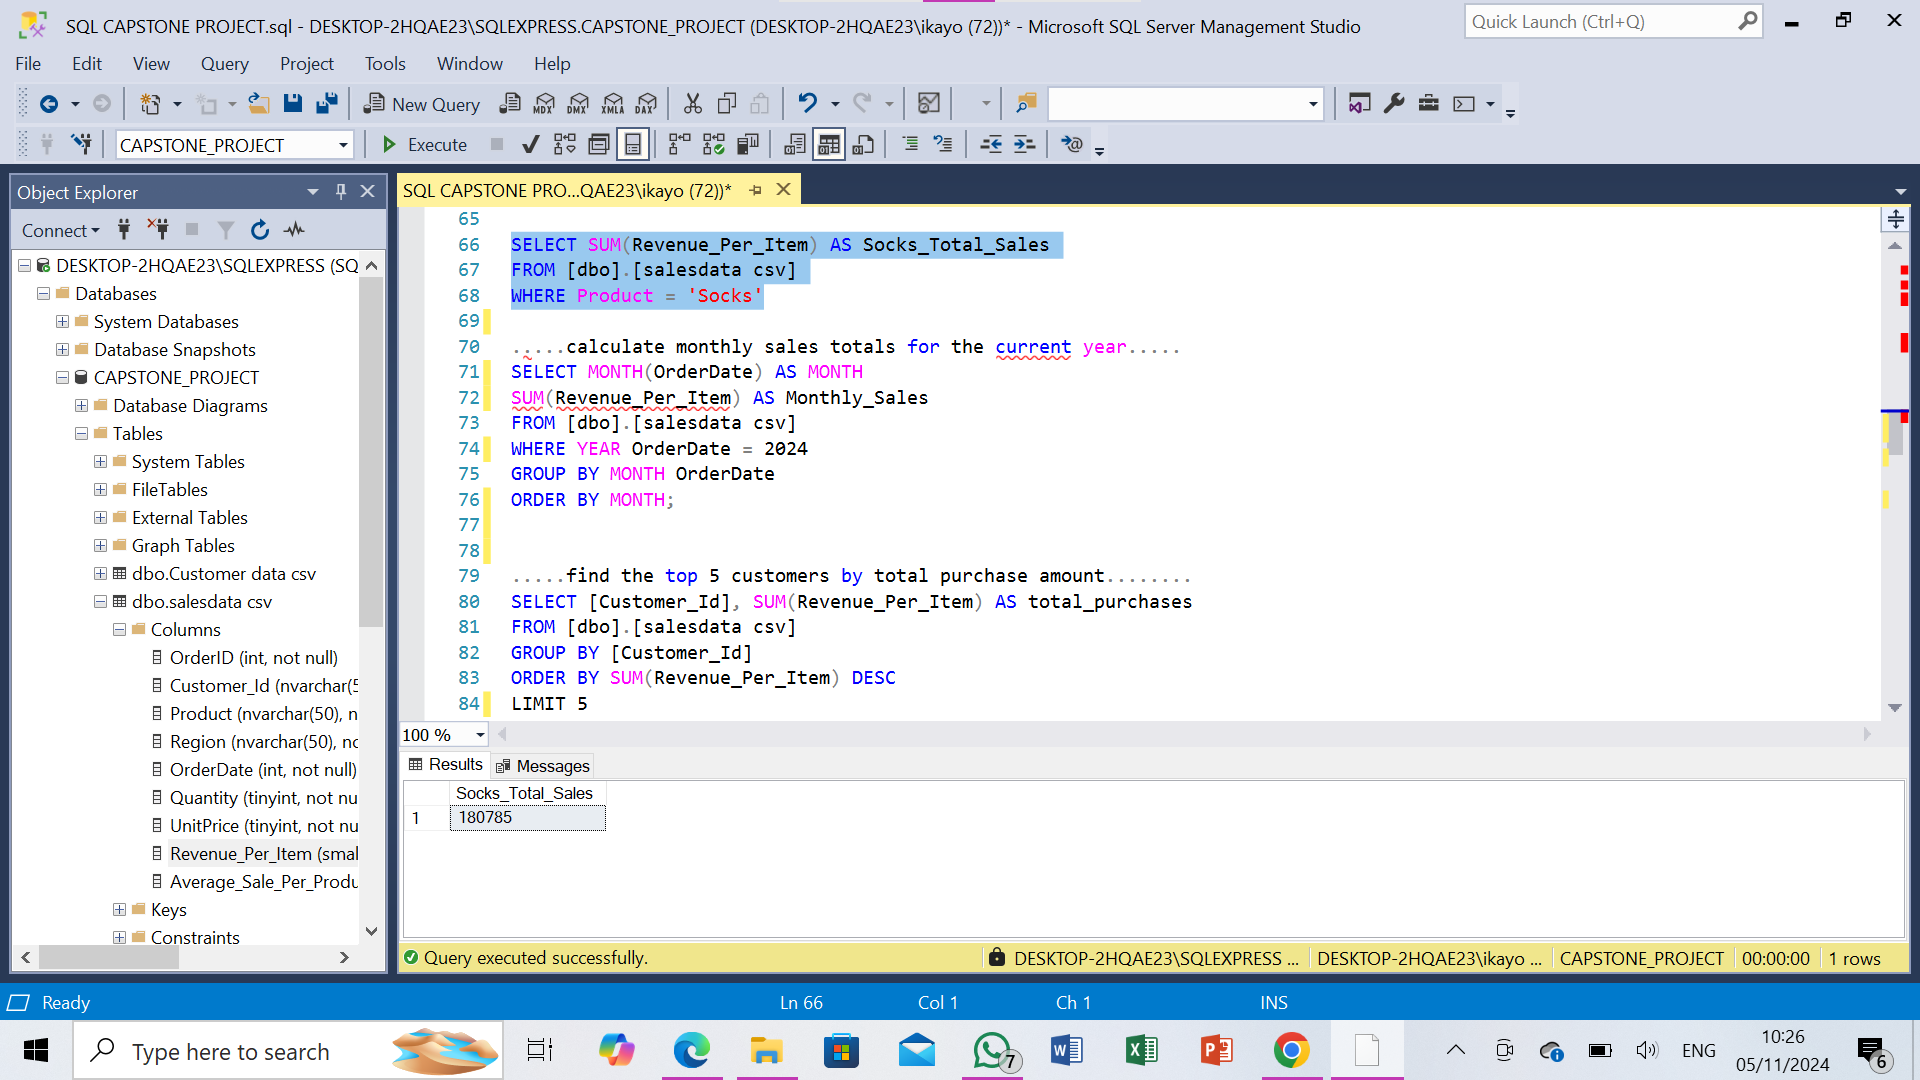 SQL CAPSTONE PROJECT.sql - DESKTOP-2HQAE23\SQLEXPRESS.CAPSTONE_PROJECT (DESKTOP-2HQAE23\ikayo (72))* - Microsoft SQL Server Management Studio
Quick Launch (Ctrl+Q)
File Edit View Query Project Tools Window Help
New Query MDX DMX XMLA DAX
CAPSTONE_PROJECT Execute
Object Explorer
Connect
DESKTOP-2HQAE23\SQLEXPRESS (SQ
Databases
System Databases
Database Snapshots
CAPSTONE_PROJECT
Database Diagrams
Tables
System Tables
FileTables
External Tables
Graph Tables
dbo.Customer data csv
dbo.salesdata csv
Columns
OrderID (int, not null)
Customer_Id (nvarchar(5
Product (nvarchar(50), n
Region (nvarchar(50), nc
OrderDate (int, not null)
Quantity (tinyint, not nu
UnitPrice (tinyint, not nu
Revenue_Per_Item (smal
Average_Sale_Per_Produ
Keys
Constraints
SQL CAPSTONE PRO...QAE23\ikayo (72))*
65
66 SELECT SUM(Revenue_Per_Item) AS Socks_Total_Sales
67 FROM [dbo].[salesdata csv]
68 WHERE Product = 'Socks'
69
70 .....calculate monthly sales totals for the current year.....
71 SELECT MONTH(OrderDate) AS MONTH
72 SUM(Revenue_Per_Item) AS Monthly_Sales
73 FROM [dbo].[salesdata csv]
74 WHERE YEAR OrderDate = 2024
75 GROUP BY MONTH OrderDate
76 ORDER BY MONTH;
77
78
79 .....find the top 5 customers by total purchase amount........
80 SELECT [Customer_Id], SUM(Revenue_Per_Item) AS total_purchases
81 FROM [dbo].[salesdata csv]
82 GROUP BY [Customer_Id]
83 ORDER BY SUM(Revenue_Per_Item) DESC
84 LIMIT 5
100 %
Results Messages
Socks_Total_Sales
1 180785
Query executed successfully. DESKTOP-2HQAE23\SQLEXPRESS ... DESKTOP-2HQAE23\ikayo ... CAPSTONE_PROJECT 00:00:00 1 rows
Ready Ln 66 Col 1 Ch 1 INS
Type here to search
7
ENG
10:26
05/11/2024
6